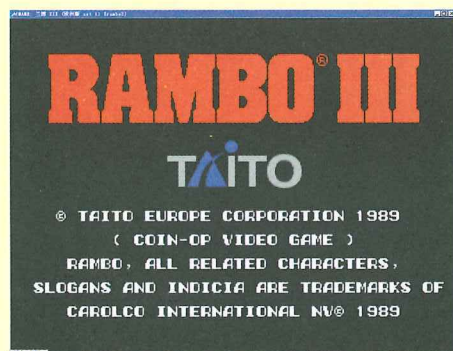 RAMBO® III
TAITO
© TAITO EUROPE CORPORATION 1989
( COIN-OP VIDEO GAME )
RAMBO, ALL RELATED CHARACTERS,
SLOGANS AND INDICIA ARE TRADEMARKS OF
CAROLCO INTERNATIONAL NV® 1989